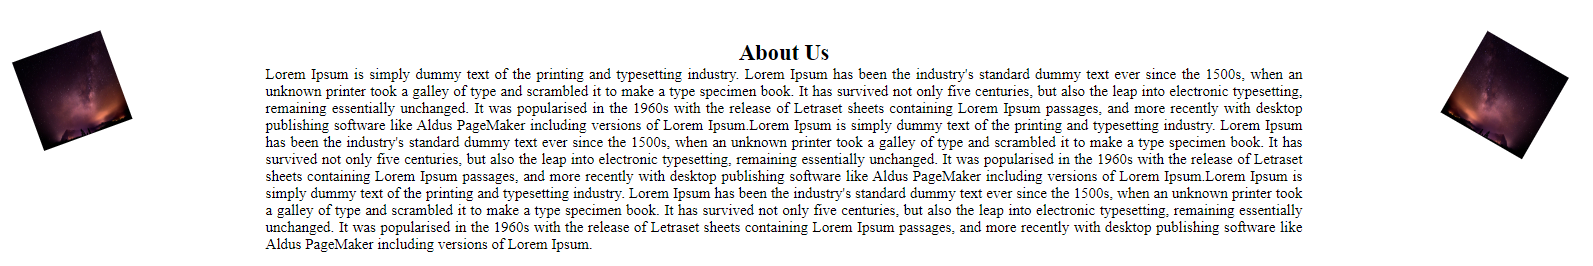 About Us
Lorem Ipsum is simply dummy text of the printing and typesetting industry. Lorem Ipsum has been the industry's standard dummy text ever since the 1500s, when an
unknown printer took a galley of type and scrambled it to make a type specimen book. It has survived not only five centuries, but also the leap into electronic typesetting,
remaining essentially unchanged. It was popularised in the 1960s with the release of Letraset sheets containing Lorem Ipsum passages, and more recently with desktop
publishing software like Aldus PageMaker including versions of Lorem Ipsum.Lorem Ipsum is simply dummy text of the printing and typesetting industry. Lorem Ipsum
has been the industry's standard dummy text ever since the 1500s, when an unknown printer took a galley of type and scrambled it to make a type specimen book. It has
survived not only five centuries, but also the leap into electronic typesetting, remaining essentially unchanged. It was popularised in the 1960s with the release of Letraset
sheets containing Lorem Ipsum passages, and more recently with desktop publishing software like Aldus PageMaker including versions of Lorem Ipsum.Lorem Ipsum is
simply dummy text of the printing and typesetting industry. Lorem Ipsum has been the industry's standard dummy text ever since the 1500s, when an unknown printer took
a galley of type and scrambled it to make a type specimen book. It has survived not only five centuries, but also the leap into electronic typesetting, remaining essentially
unchanged. It was popularised in the 1960s with the release of Letraset sheets containing Lorem Ipsum passages, and more recently with desktop publishing software like
Aldus PageMaker including versions of Lorem Ipsum.